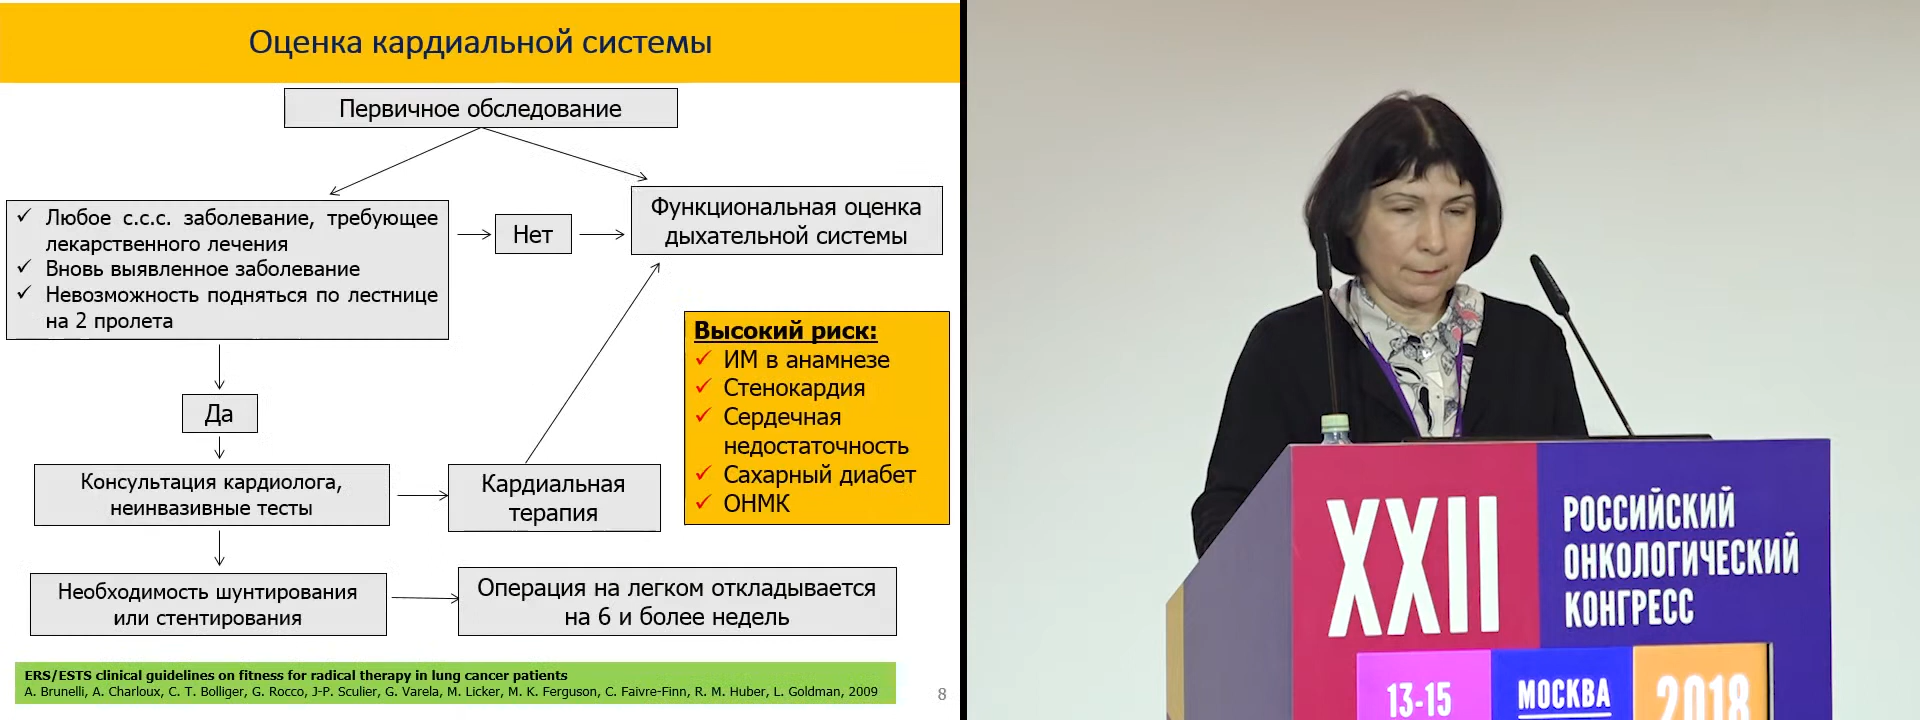 Оценка кардиальной системы
Первичное обследование
Любое с.с.с. заболевание, требующее
лекарственного лечения
Вновь выявленное заболевание
Невозможность подняться по лестнице
на 2 пролета
Нет
Функциональная оценка
дыхательной системы
Высокий риск:
ИМ в анамнезе
Стенокардия
Сердечная
недостаточность
Сахарный диабет
ОНМК
Да
Консультация кардиолога,
неинвазивные тесты
Кардиальная
терапия
Необходимость шунтирования
или стентирования
Операция на легком откладывается
на 6 и более недель
ERS/ESTS clinical guidelines on fitness for radical therapy in lung cancer patients
A. Brunelli, A. Charloux, C. T. Bolliger, G. Rocco, J-P. Sculier, G. Varela, M. Licker, M. K. Ferguson, C. Faivre-Finn, R. M. Huber, L. Goldman, 2009
8
XXII
РОССИЙСКИЙ
ОНКОЛОГИЧЕСКИЙ
КОНГРЕСС
13-15
МОСКВА
2018